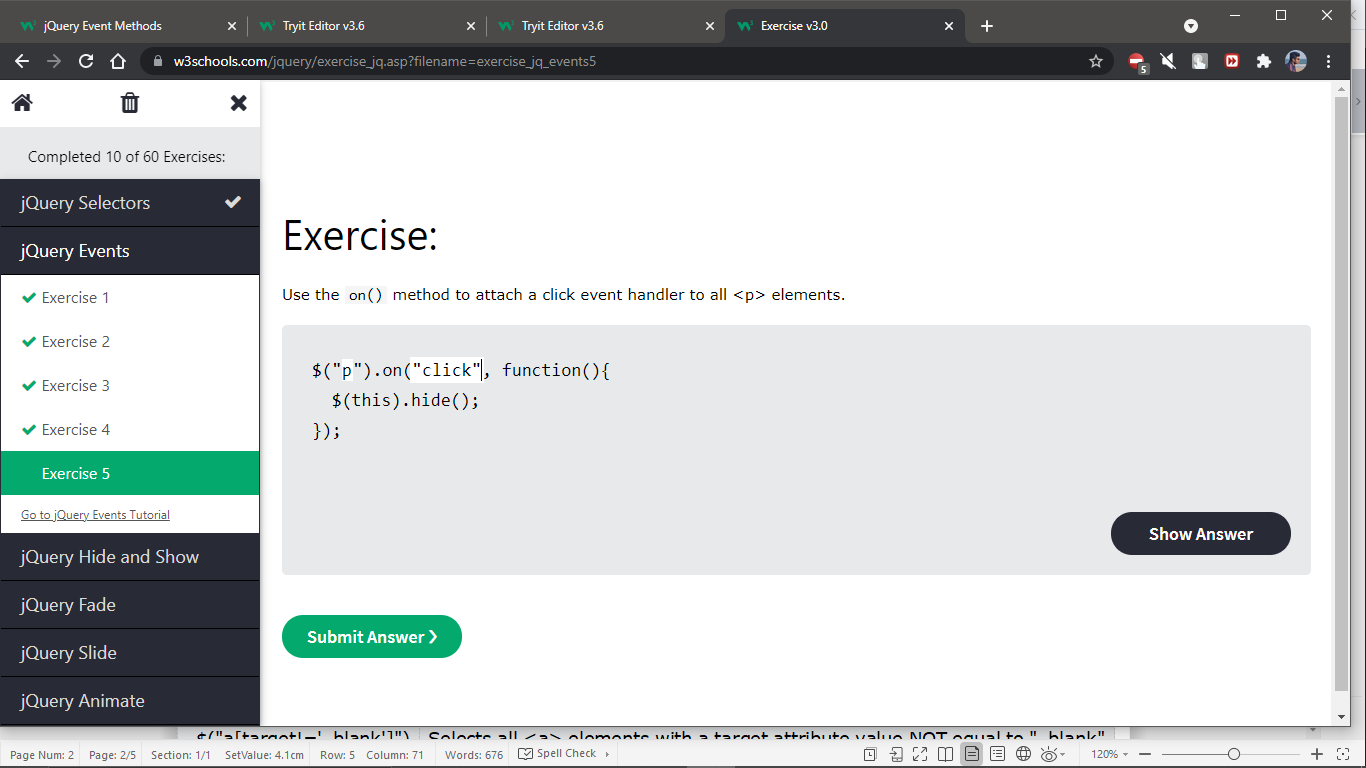 jQuery Event Methods
Tryit Editor v3.6
Tryit Editor v3.6
Exercise v3.0
w3schools.com/jquery/exercise_jq.asp?filename=exercise_jq_events5
5
Completed 10 of 60 Exercises:
jQuery Selectors
jQuery Events
Exercise 1
Exercise 2
Exercise 3
Exercise 4
Exercise 5
Go to jQuery Events Tutorial
jQuery Hide and Show
jQuery Fade
jQuery Slide
jQuery Animate
Exercise:
Use the on() method to attach a click event handler to all <p> elements.
$("p").on("click", function(){
$(this).hide();
});
Show Answer
Submit Answer ❯
$("a[target!='_blank']") Selects all <a> elements with a target attribute value NOT equal to "_blank"
Page Num: 2 Page: 2/5 Section: 1/1 SetValue: 4.1cm Row: 5 Column: 71 Words: 676 Spell Check 120%